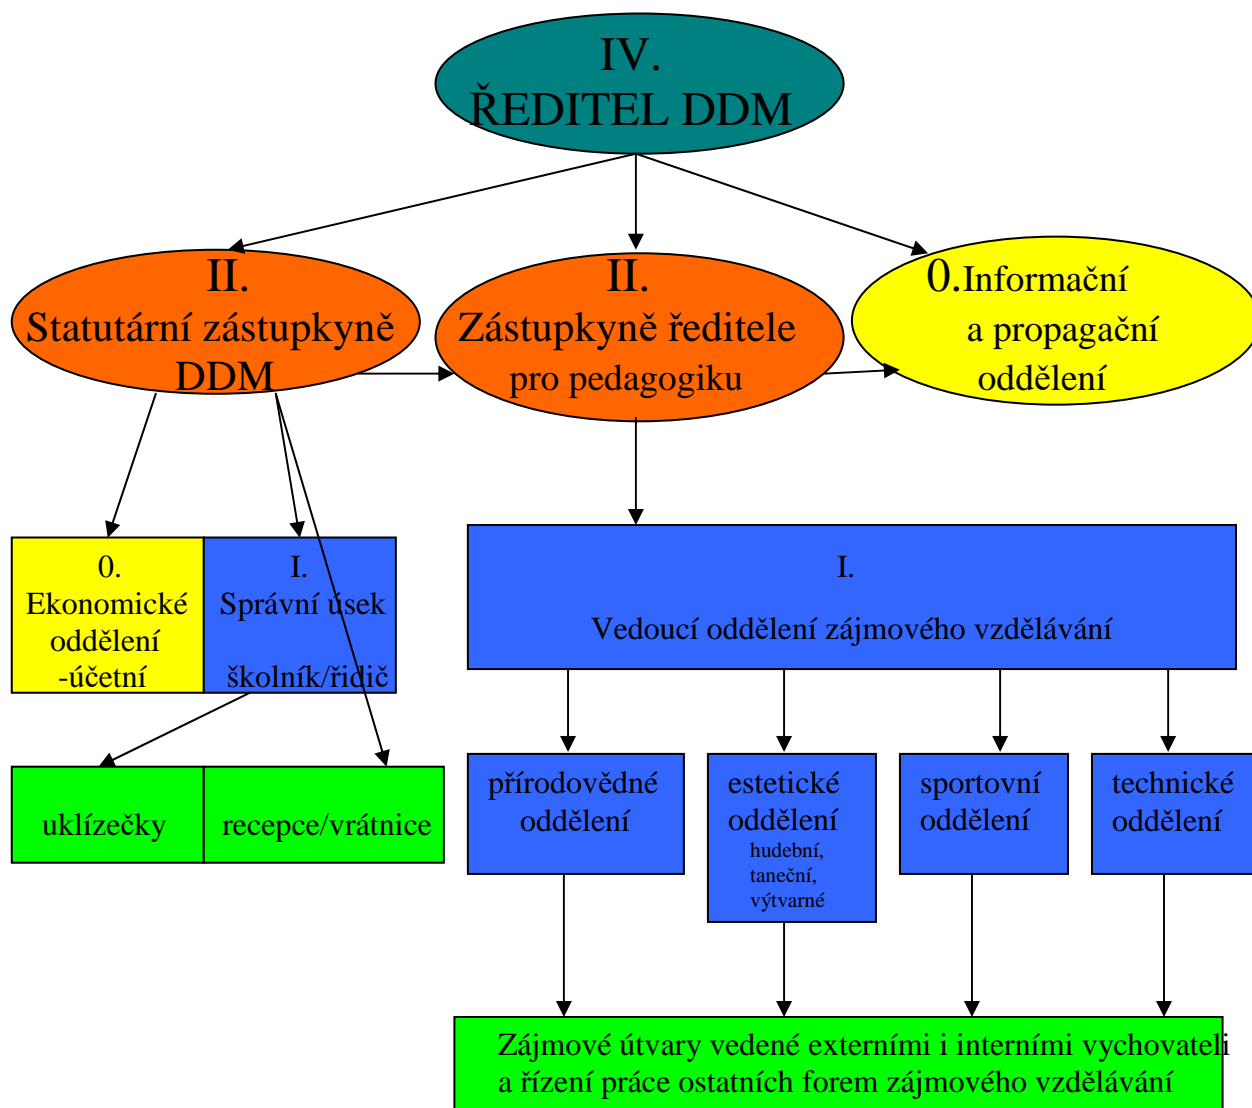 IV.
ŘEDITEL DDM
II.
Statutární zástupkyně
DDM
II.
Zástupkyně ředitele
pro pedagogiku
0.Informační
a propagační
oddělení
0.
Ekonomické
oddělení
-účetní
I.
Správní úsek
školník/řidič
I.
Vedoucí oddělení zájmového vzdělávání
uklízečky
recepce/vrátnice
přírodovědné
oddělení
estetické
oddělení
hudební,
taneční,
výtvarné
sportovní
oddělení
technické
oddělení
Zájmové útvary vedené externími i interními vychovateli
a řízení práce ostatních forem zájmového vzdělávání